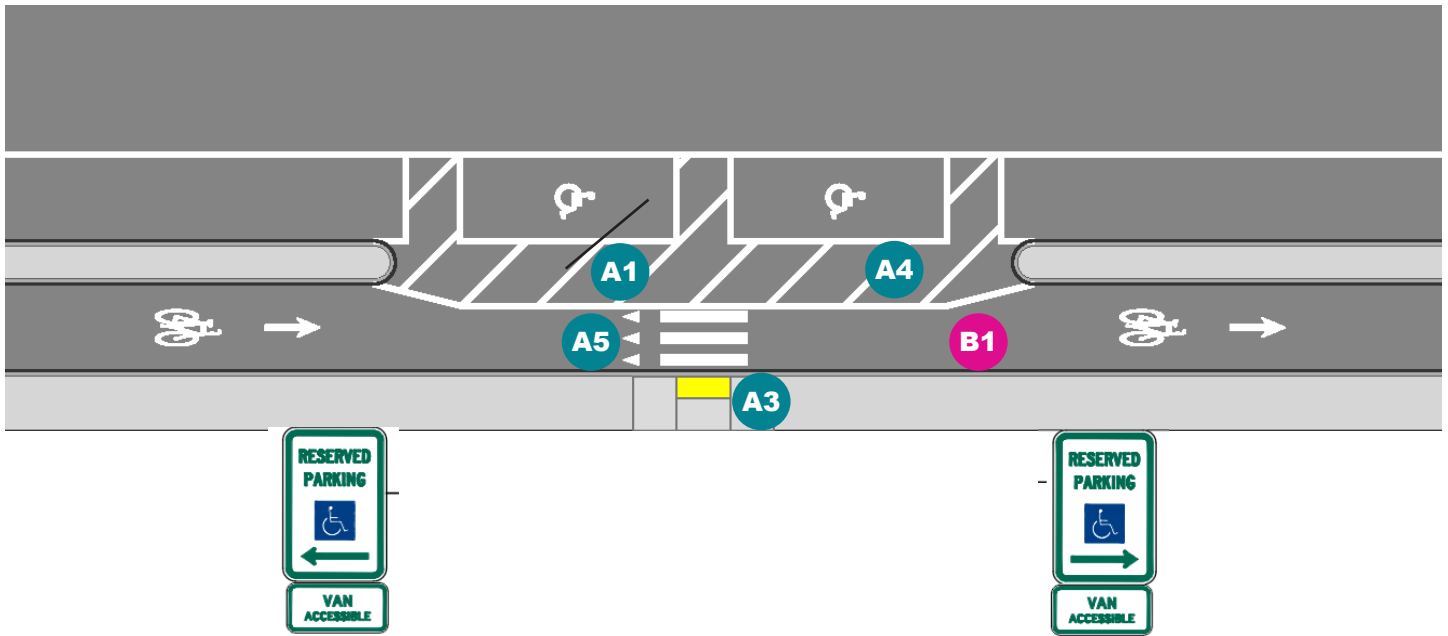 A1
A4
A5
B1
A3
RESERVED
PARKING
VAN
ACCESSIBLE
RESERVED
PARKING
VAN
ACCESSIBLE